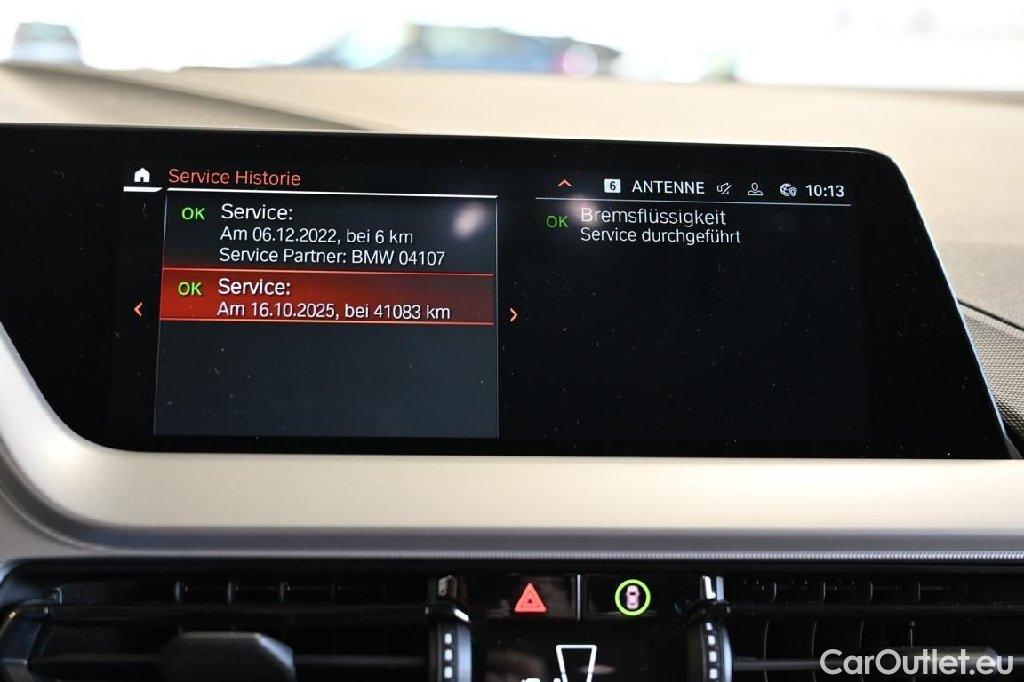 Service Historie
6 ANTENNE 10:13
OK Service:
Am 06.12.2022, bei 6 km
Service Partner: BMW 04107
OK Service:
Am 16.10.2025, bei 41083 km
OK Bremsflüssigkeit
Service durchgeführt
CarOutlet.eu